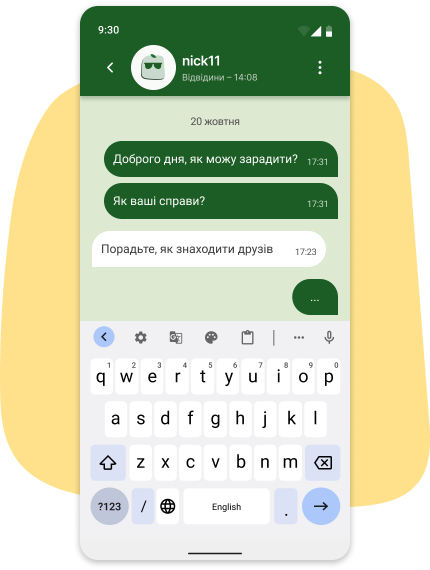 9:30
nick11
Відвідини – 14:08
20 жовтня
Доброго дня, як можу зарадити? 17:31
Як ваші справи? 17:31
Порадьте, як знаходити друзів 17:23
...
q 1 w 2 e 3 r 4 t 5 y 6 u 7 i 8 o 9 p 0
a s d f g h j k l
z x c v b n m
?123 / English .